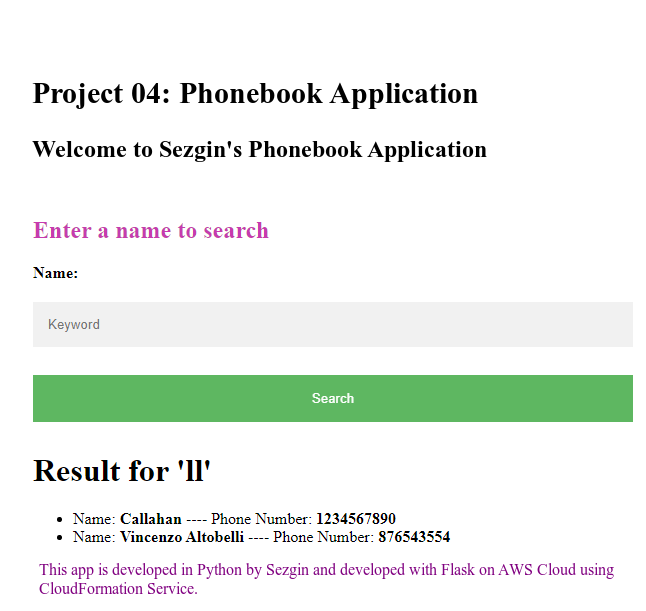 Project 04: Phonebook Application
Welcome to Sezgin's Phonebook Application
Enter a name to search
Name:
Keyword
Search
Result for 'll'
Name: Callahan ---- Phone Number: 1234567890
Name: Vincenzo Altobelli ---- Phone Number: 876543554
This app is developed in Python by Sezgin and developed with Flask on AWS Cloud using
CloudFormation Service.